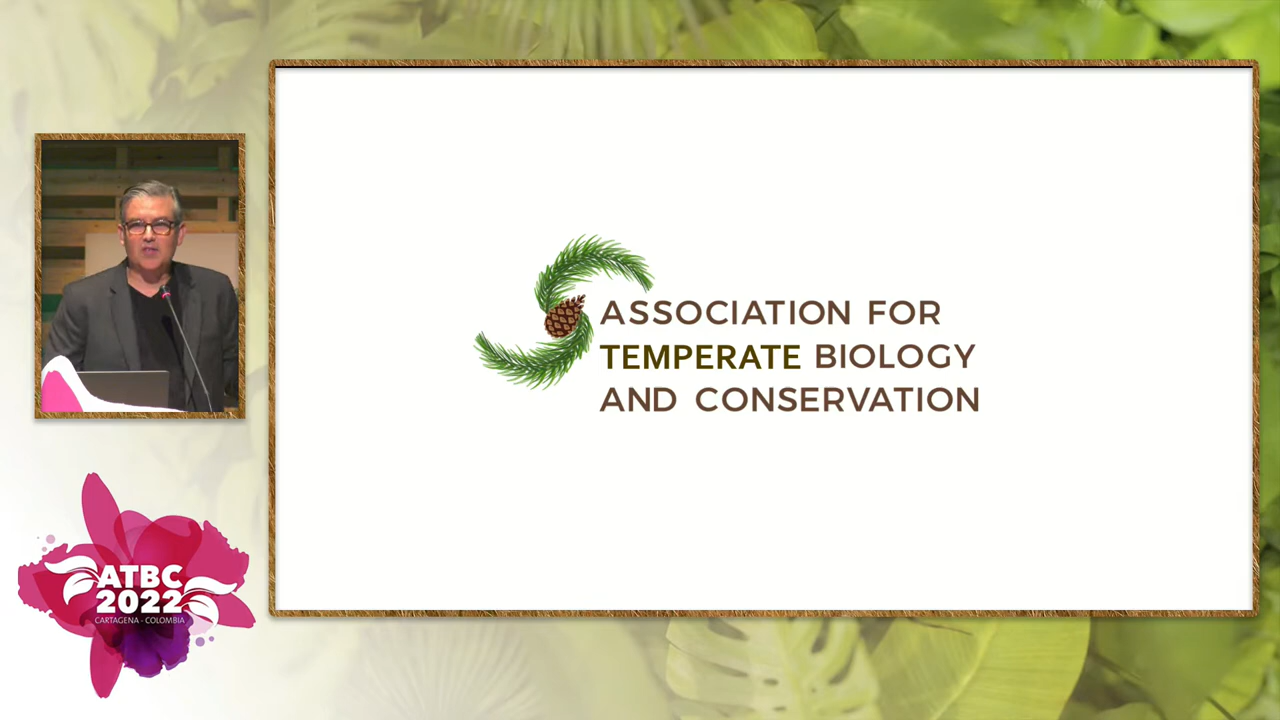 ASSOCIATION FOR
TEMPERATE BIOLOGY
AND CONSERVATION
ATBC
2022
CARTAGENA - COLOMBIA